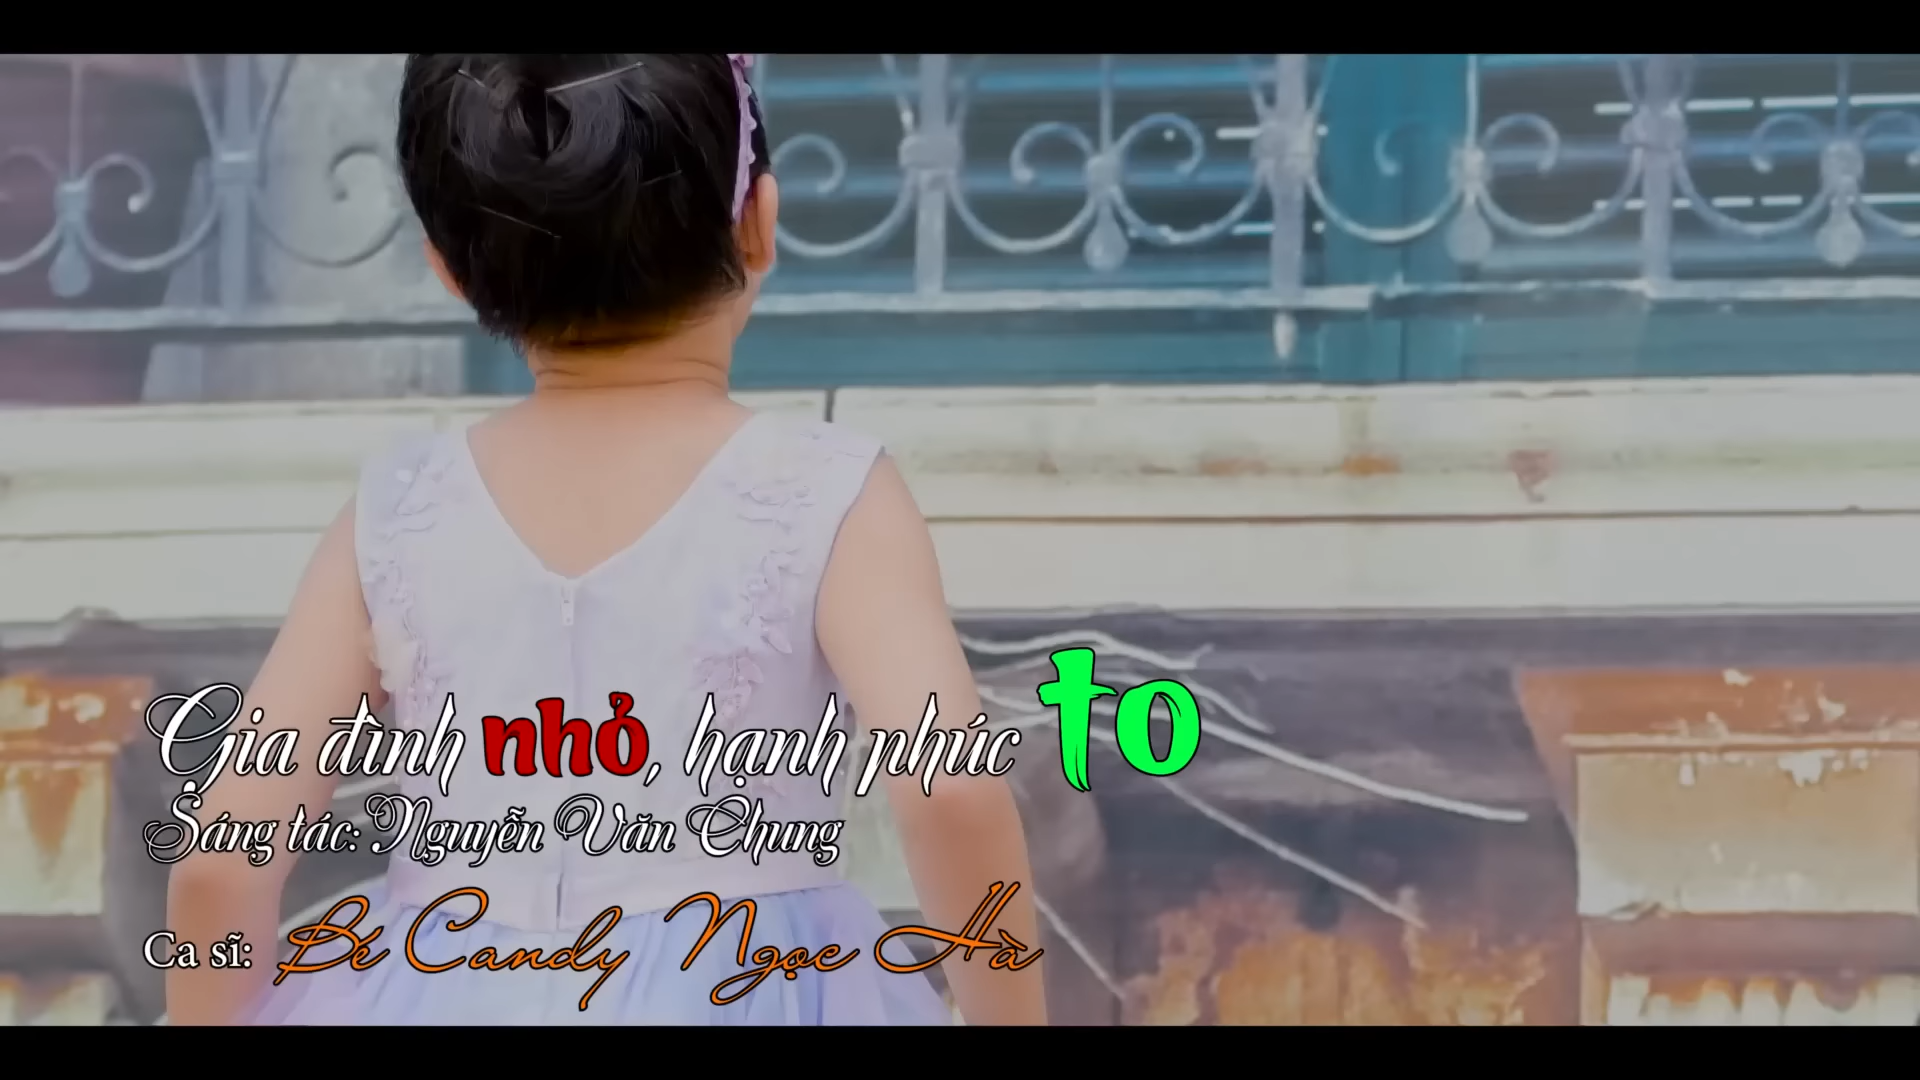 Gia đình nhỏ, hạnh phúc to
Sáng tác: Nguyễn Văn Chung
Ca sĩ: Bé Candy Ngọc Hà